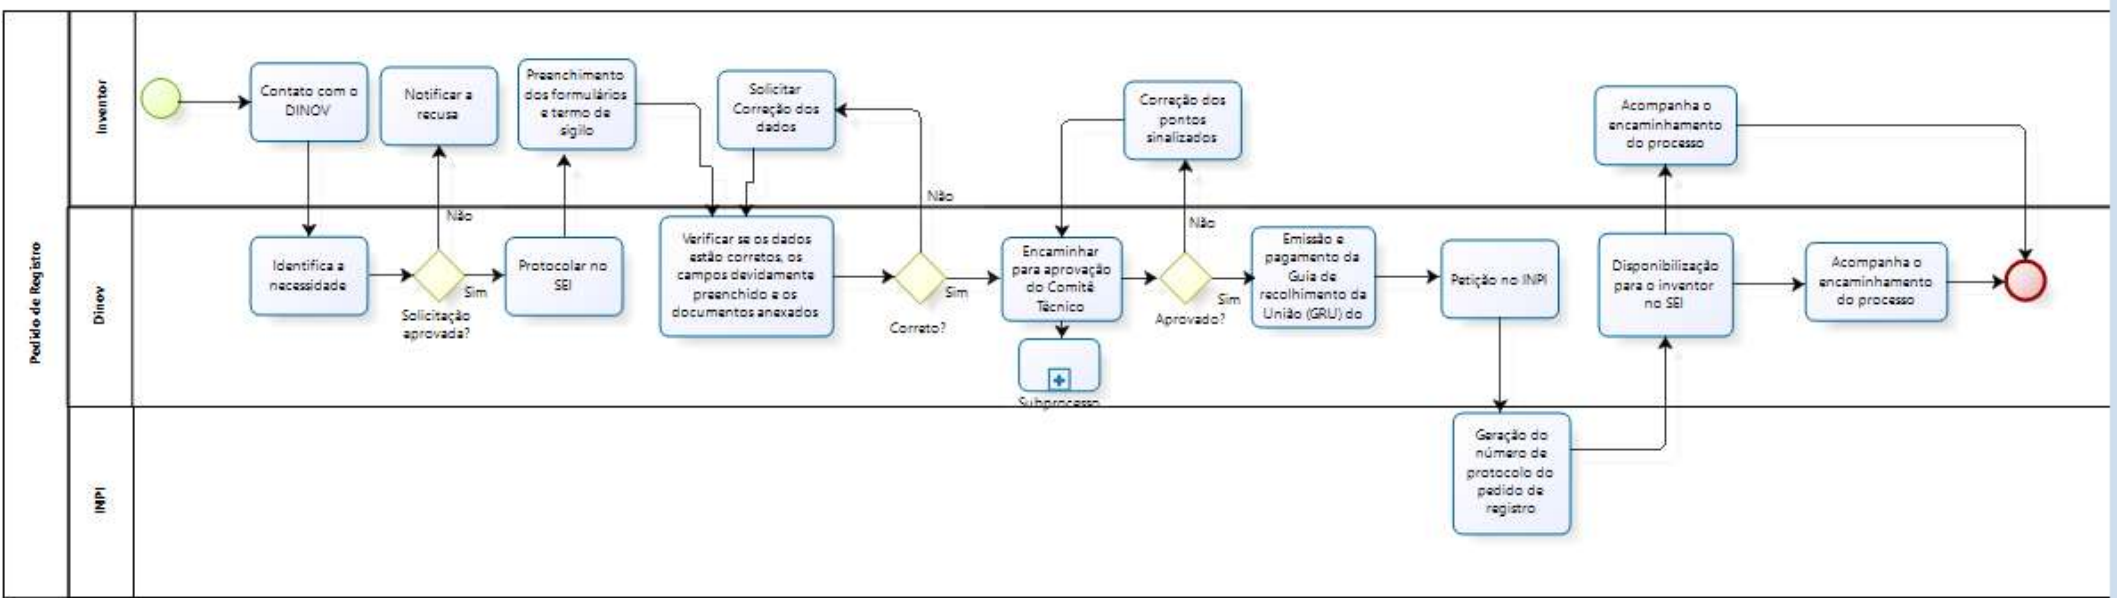 Pedido de Registro
Inventor
Contato com o
DINOV
Notificar a
recusa
Preenchimento
dos formulários
e termo de
sigilo
Solicitar
Correção dos
dados
Correção dos
pontos
sinalizados
Acompanha o
encaminhamento
do processo
Não
Não
Não
Dinov
Identifica a
necessidade
Solicitação
aprovada?
Sim
Protocolar no
SEI
Verificar se os dados
estão corretos, os
campos devidamente
preenchido e os
documentos anexados
Correto?
Sim
Encaminhar
para aprovação
do Comitê
Técnico
Subprocesso
Aprovado?
Sim
Emissão e
pagamento da
Guia de
recolhimento da
União (GRU) do
Petição no INPI
Disponibilização
para o inventor
no SEI
Acompanha o
encaminhamento
do processo
INPI
Geração do
número de
protocolo do
pedido de
registro